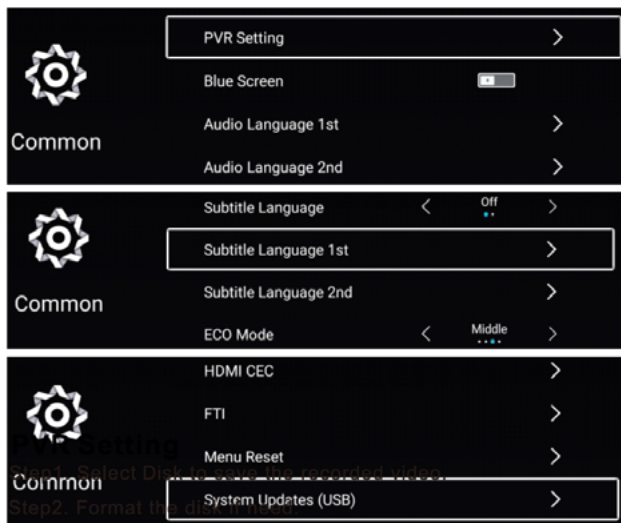 PVR Setting
Blue Screen
Common
Audio Language 1st
Audio Language 2nd
Subtitle Language Off
Subtitle Language 1st
Common
Subtitle Language 2nd
ECO Mode Middle
HDMI CEC
FTI
PVR Setting
Menu Reset
Step1. Select Disk to save the recorded video.
Common
System Updates (USB)
Step2. Format the disk if need.